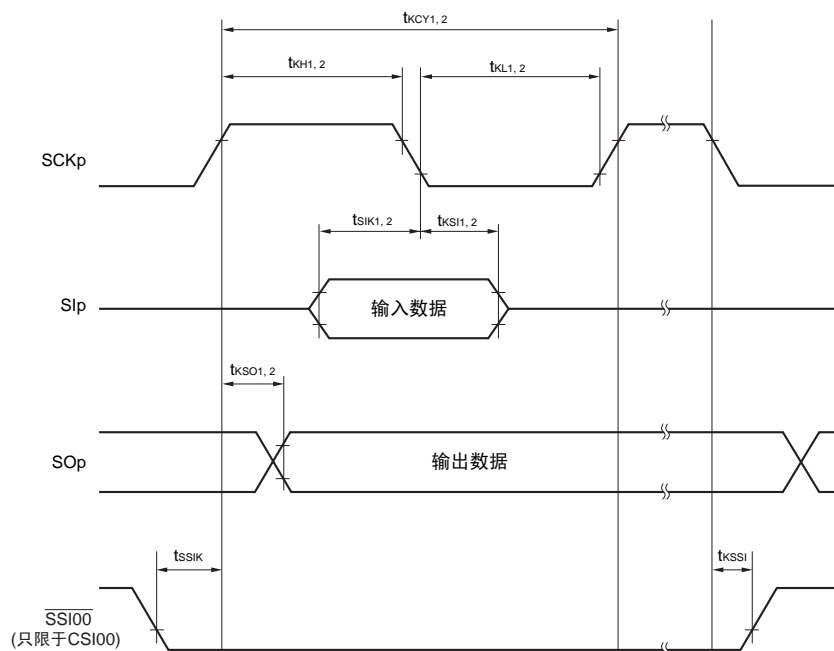 tKCY1, 2
tKH1, 2
tKL1, 2
SCKp
tSIK1, 2
tKSI1, 2
SIp
输入数据
tKSO1, 2
SOp
输出数据
tSSIK
tKSSI
SSI00
(只限于CSI00)